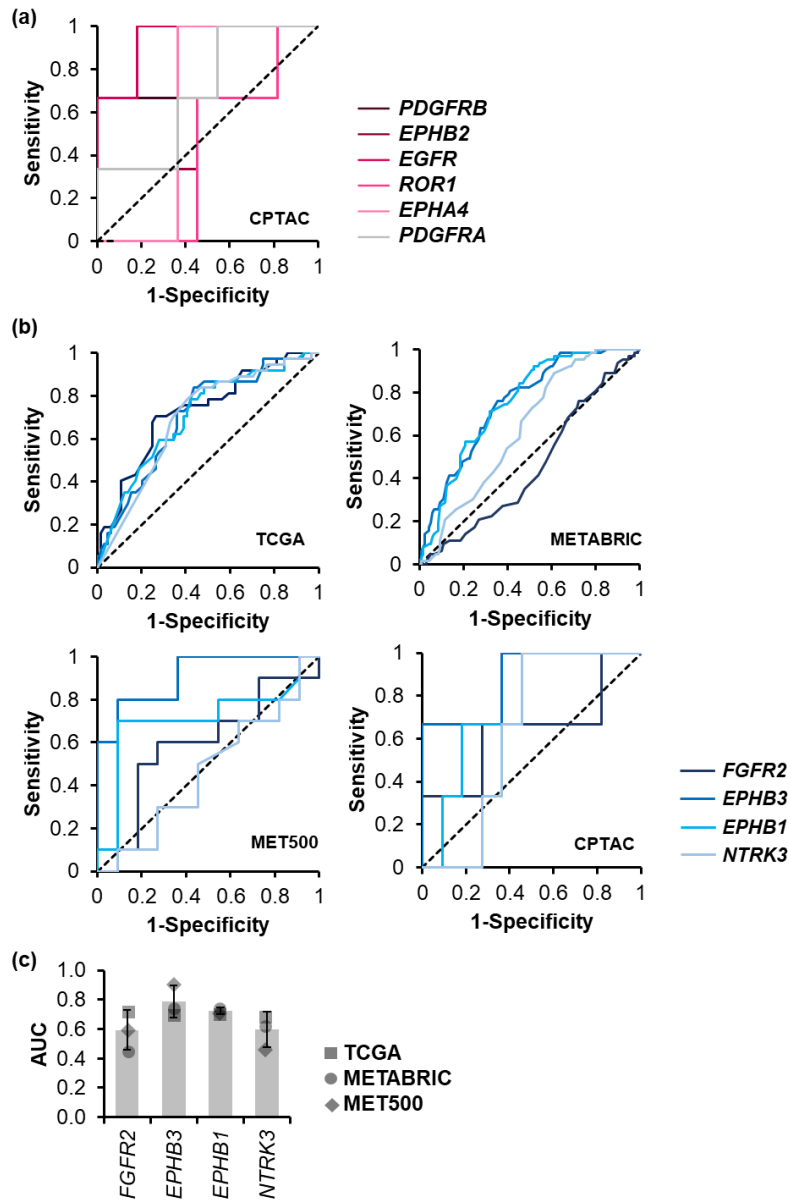 (a)
1
0.8
0.6
0.4
0.2
0
Sensitivity
0 0.2 0.4 0.6 0.8 1
1-Specificity
CPTAC
PDGFRB
EPHB2
EGFR
ROR1
EPHA4
PDGFRA
(b)
1
0.8
0.6
0.4
0.2
0
Sensitivity
0 0.2 0.4 0.6 0.8 1
1-Specificity
TCGA
1
0.8
0.6
0.4
0.2
0
Sensitivity
0 0.2 0.4 0.6 0.8 1
1-Specificity
METABRIC
1
0.8
0.6
0.4
0.2
0
Sensitivity
0 0.2 0.4 0.6 0.8 1
1-Specificity
MET500
1
0.8
0.6
0.4
0.2
0
Sensitivity
0 0.2 0.4 0.6 0.8 1
1-Specificity
CPTAC
FGFR2
EPHB3
EPHB1
NTRK3
(c)
1.0
0.8
0.6
0.4
0.2
0.0
AUC
FGFR2
EPHB3
EPHB1
NTRK3
TCGA
METABRIC
MET500